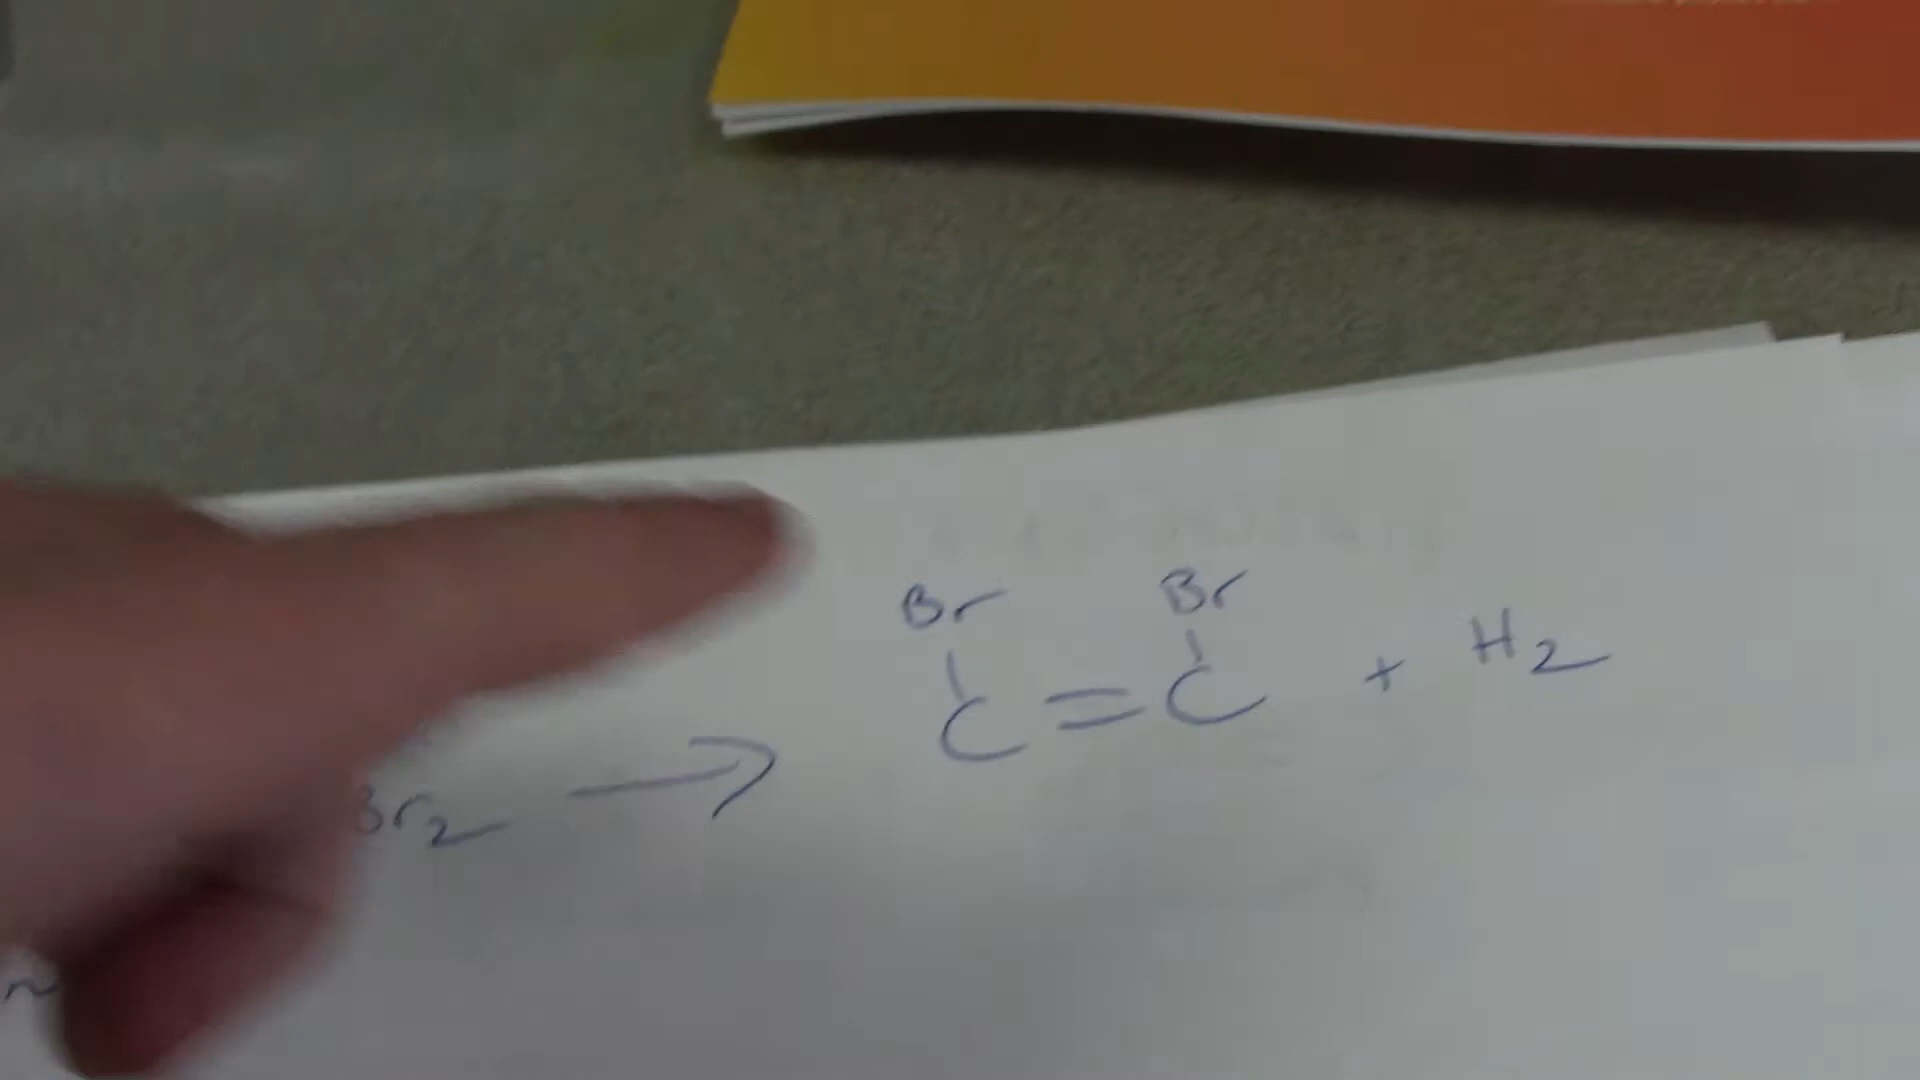 Br Br
Br₂ → C = C + H₂